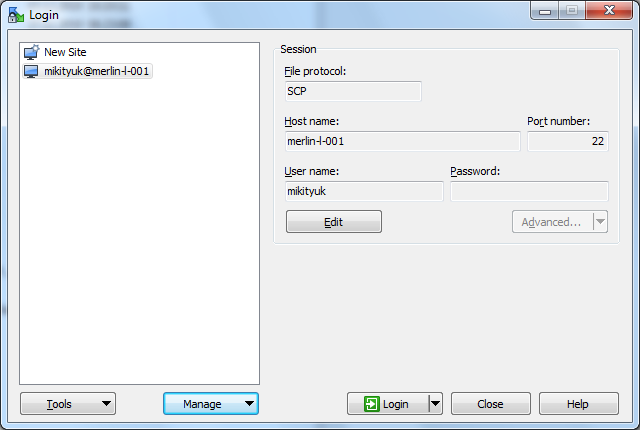 Login
New Site
mikityuk@merlin-l-001
Session
File protocol:
SCP
Host name:
Port number:
merlin-l-001
22
User name:
Password:
mikityuk
Edit
Advanced...
Tools
Manage
Login
Close
Help